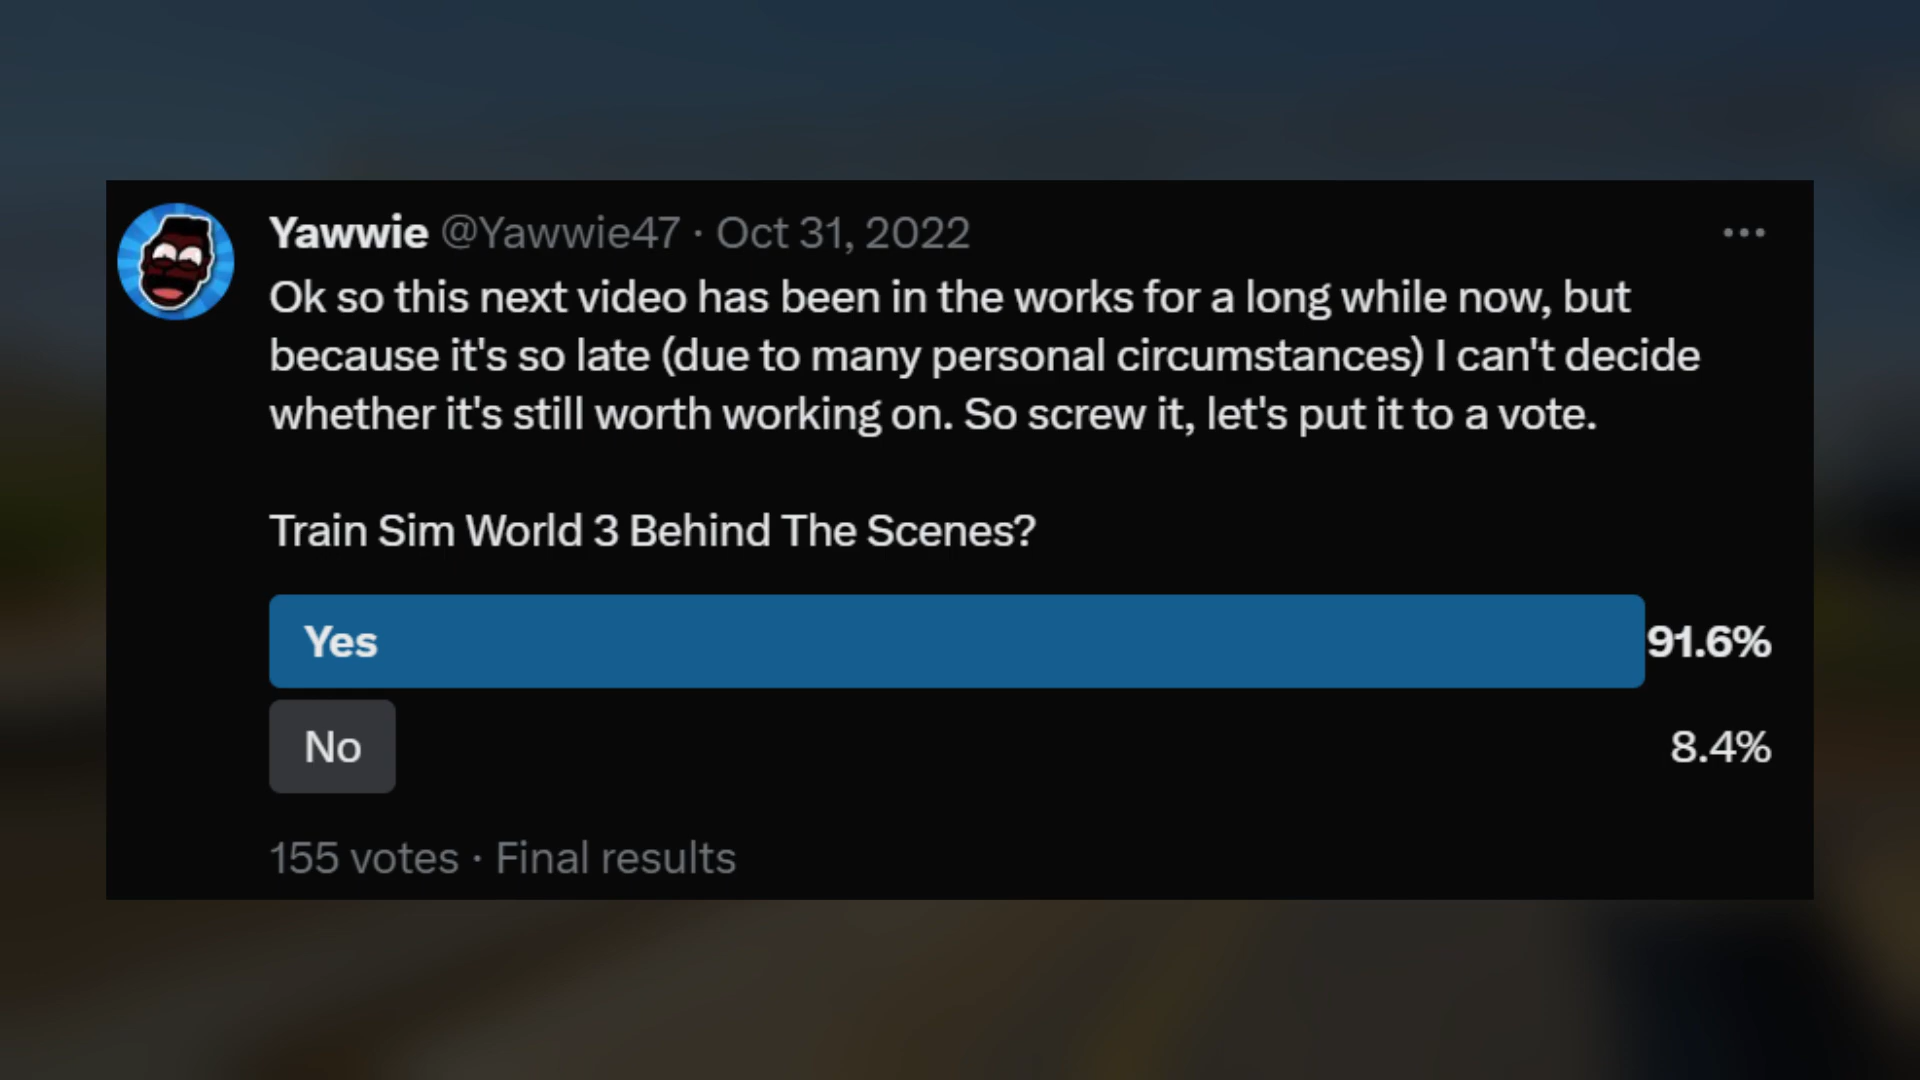 Yawwie @Yawwie47 · Oct 31, 2022
Ok so this next video has been in the works for a long while now, but
because it's so late (due to many personal circumstances) I can't decide
whether it's still worth working on. So screw it, let's put it to a vote.
Train Sim World 3 Behind The Scenes?
Yes 91.6%
No 8.4%
155 votes · Final results